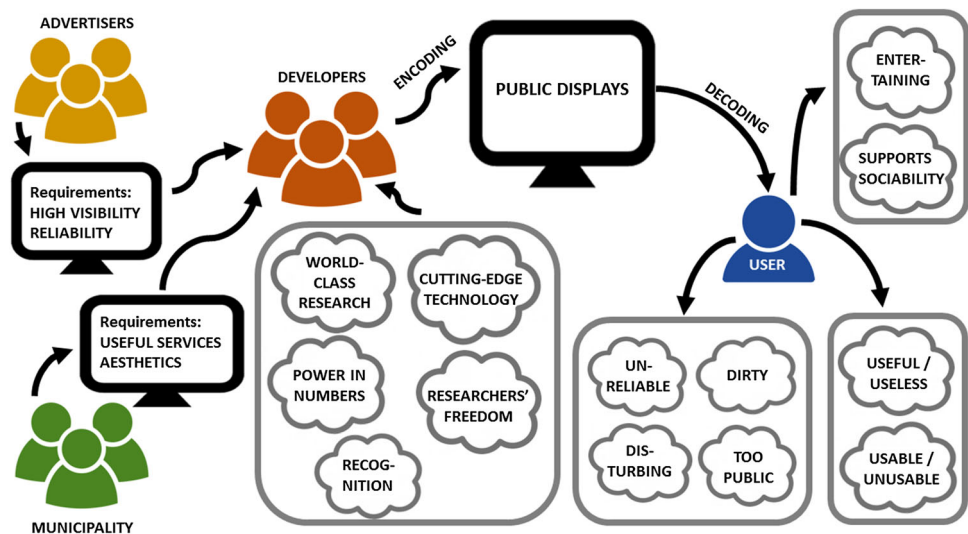 ADVERTISERS
Requirements:
HIGH VISIBILITY
RELIABILITY
Requirements:
USEFUL SERVICES
AESTHETICS
MUNICIPALITY
DEVELOPERS
WORLD-
CLASS
RESEARCH
CUTTING-EDGE
TECHNOLOGY
POWER IN
NUMBERS
RESEARCHERS'
FREEDOM
RECOG-
NITION
ENCODING
PUBLIC DISPLAYS
DECODING
USER
ENTER-
TAINING
SUPPORTS
SOCIABILITY
UN-
RELIABLE
DIRTY
DIS-
TURBING
TOO
PUBLIC
USEFUL /
USELESS
USABLE /
UNUSABLE